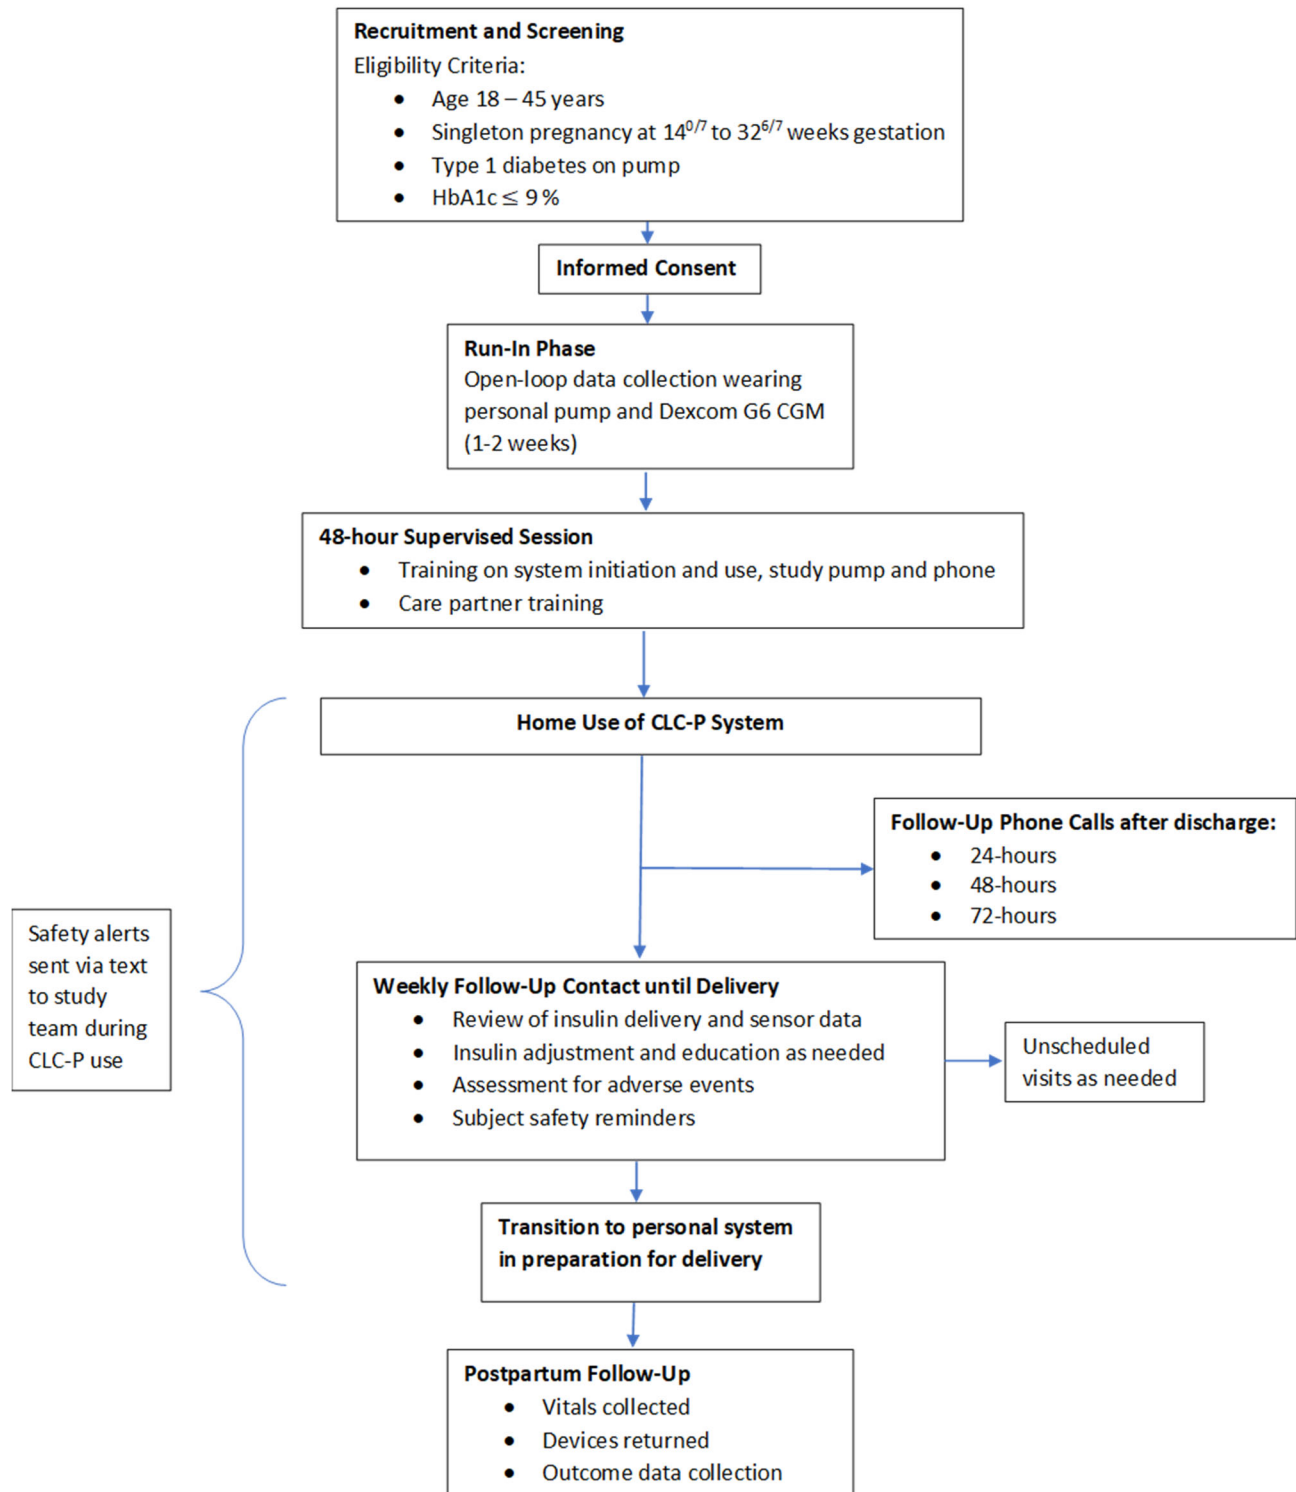 Recruitment and Screening
Eligibility Criteria:
• Age 18 – 45 years
• Singleton pregnancy at 14⁰ᐟ⁷ to 32⁶ᐟ⁷ weeks gestation
• Type 1 diabetes on pump
• HbA1c ≤ 9 %
Informed Consent
Run-In Phase
Open-loop data collection wearing
personal pump and Dexcom G6 CGM
(1-2 weeks)
48-hour Supervised Session
• Training on system initiation and use, study pump and phone
• Care partner training
Home Use of CLC-P System
Follow-Up Phone Calls after discharge:
• 24-hours
• 48-hours
• 72-hours
Safety alerts
sent via text
to study
team during
CLC-P use
Weekly Follow-Up Contact until Delivery
• Review of insulin delivery and sensor data
• Insulin adjustment and education as needed
• Assessment for adverse events
• Subject safety reminders
Unscheduled
visits as needed
Transition to personal system
in preparation for delivery
Postpartum Follow-Up
• Vitals collected
• Devices returned
• Outcome data collection